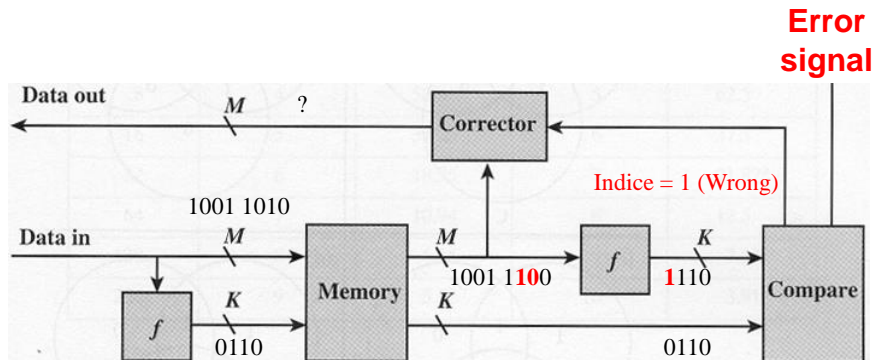 Error
signal
Data out
M
?
Corrector
Indice = 1 (Wrong)
1001 1010
Data in
M
M
K
1001 1100
f
1110
Memory
Compare
K
K
f
0110
0110